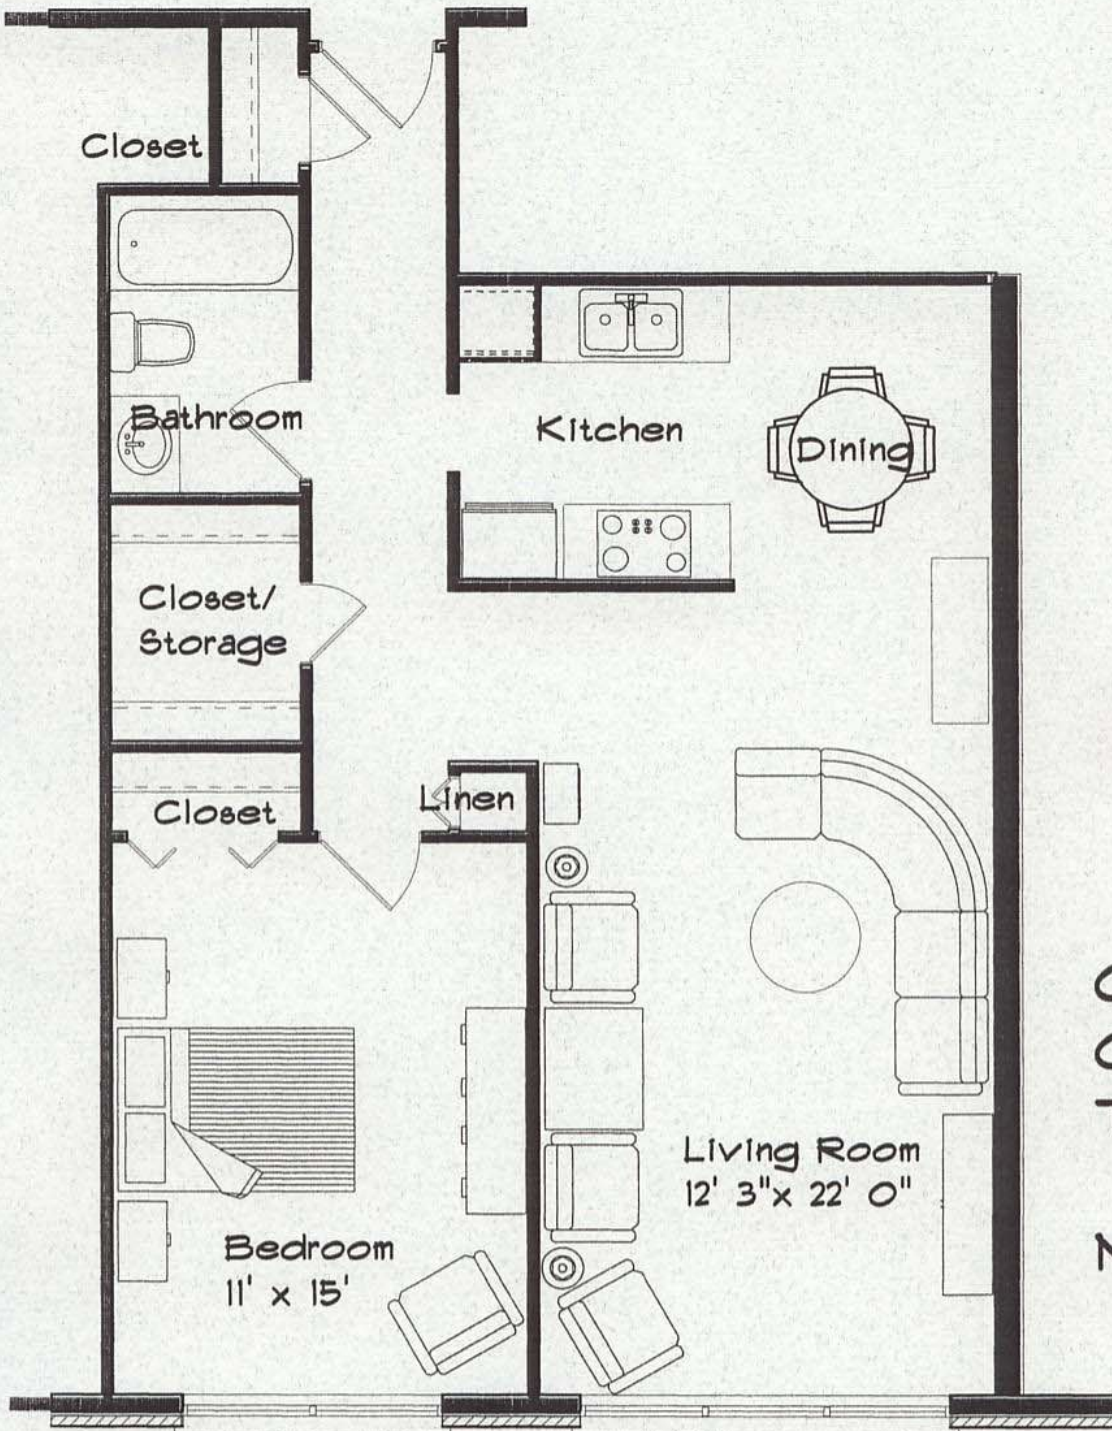 Closet
Bathroom
Kitchen
Dining
Closet/
Storage
Closet
Linen
Living Room
12' 3"x 22' 0"
Bedroom
11' x 15'